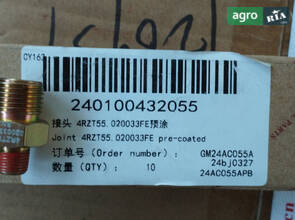 agro RIA
CY163
240100432055
接头 4RZT55.020033FE预涂
Joint 4RZT55.020033FE pre-coated
订单号 (Order number): GM24AC055A
24bj0327
数量 (QTY): 10 24AC055APB